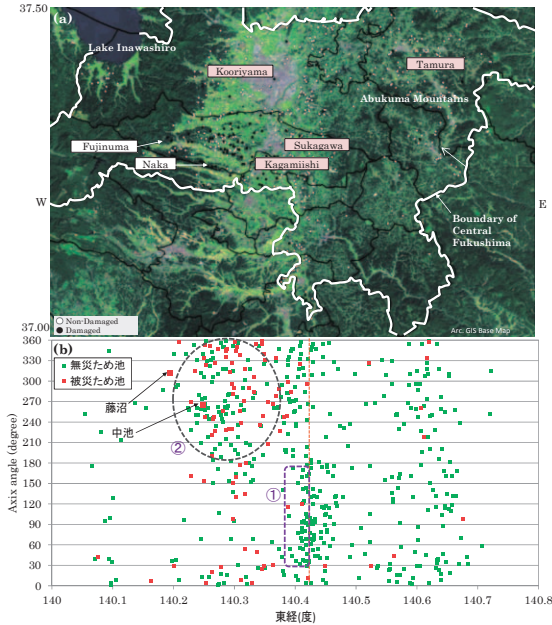 37.50
(a)
Lake Inawashiro
Kooriyama
Tamura
Abukuma Mountains
Fujinuma
Sukagawa
Naka
Kagamiishi
W
E
Boundary of
Central
Fukushima
Non-Damaged
Damaged
Arc. GIS Base Map
37.00
(b)
無災ため池
被災ため池
藤沼
中池
②
①
Axix angle (degree)
360
330
300
270
240
210
180
150
120
90
60
30
0
140
140.1
140.2
140.3
140.4
140.5
140.6
140.7
140.8
東経(度)